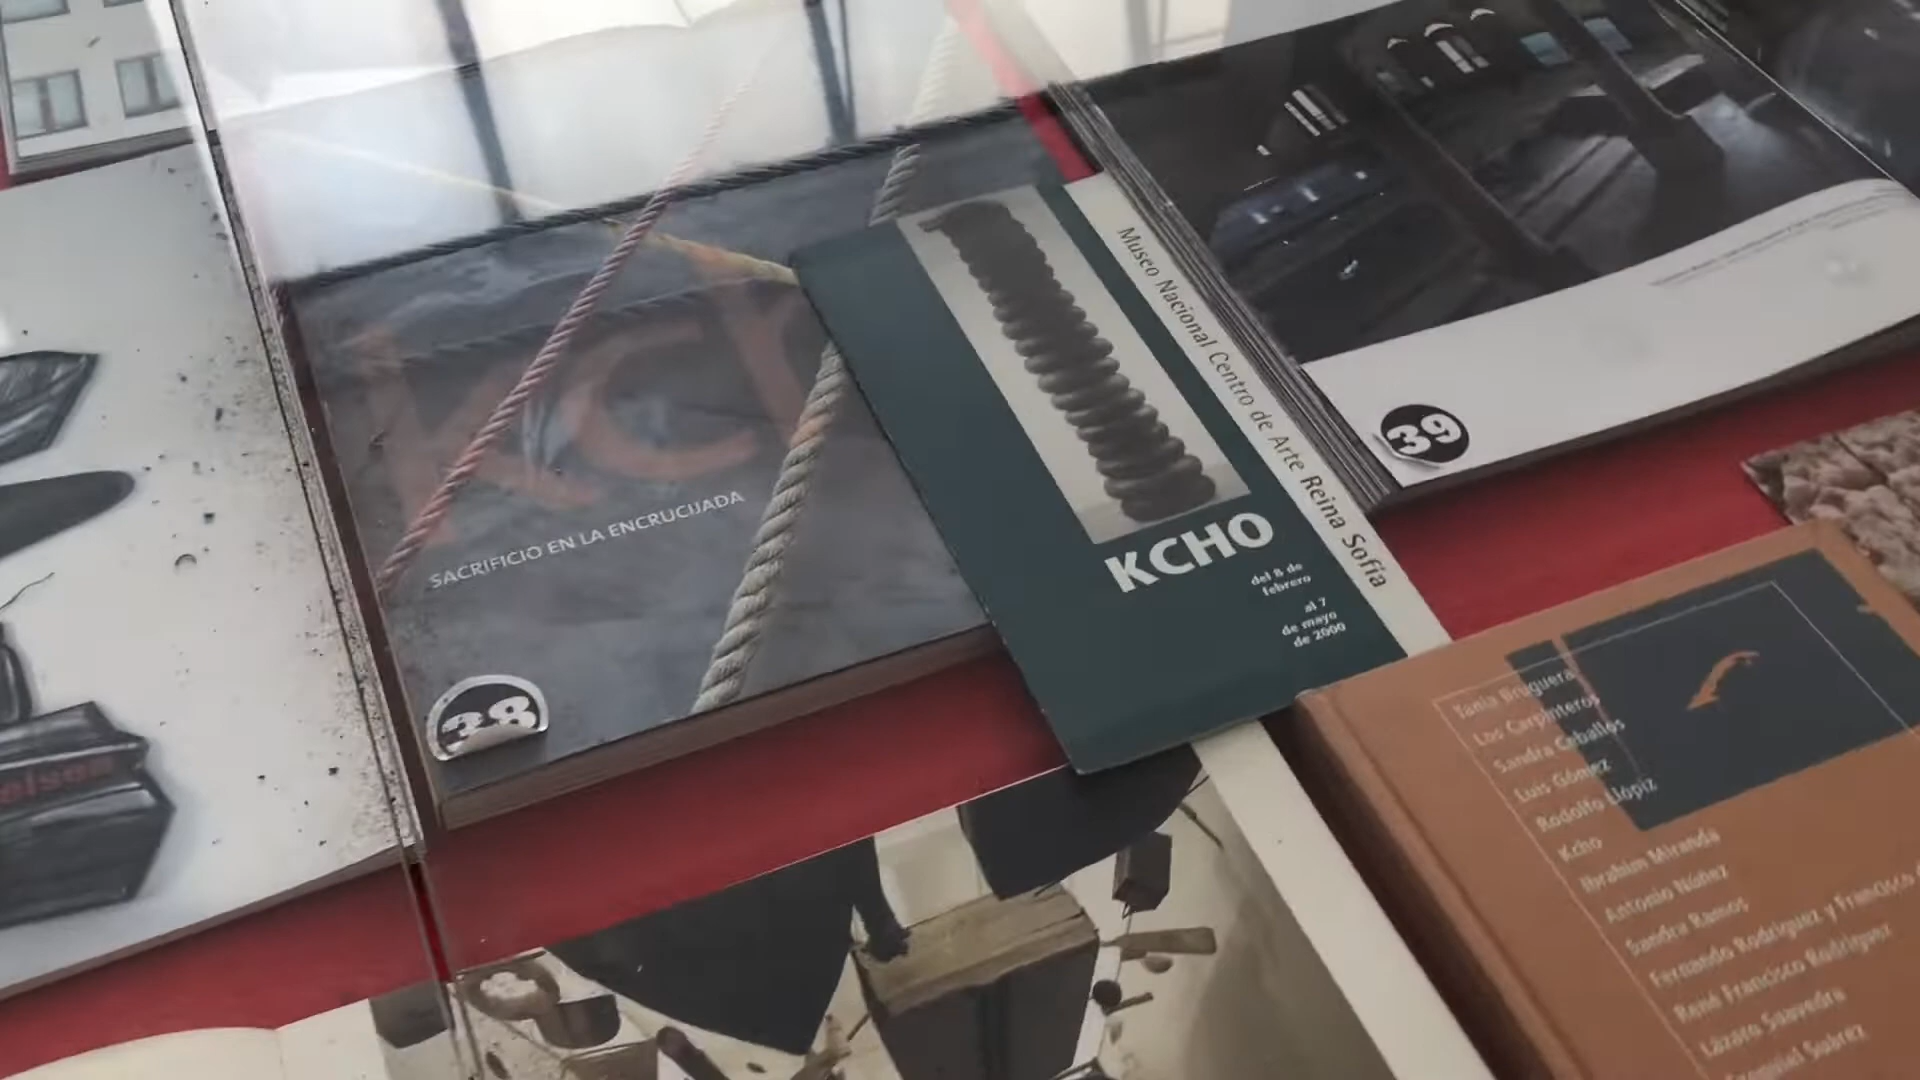 SACRIFICIO EN LA ENCRUCIJADA
38
Museo Nacional Centro de Arte Reina Sofía
KCHO
del 8 de
febrero
al 7
de mayo
de 2000
39
Tania Bruguera
Los Carpinteros
Sandra Ceballos
Luis Gómez
Rodolfo Llópiz
Kcho
Ibrahim Miranda
Antonio Núñez
Sandra Ramos
Fernando Rodríguez y Francisco
René Francisco Rodríguez
Lázaro Saavedra
Ezequiel Suárez